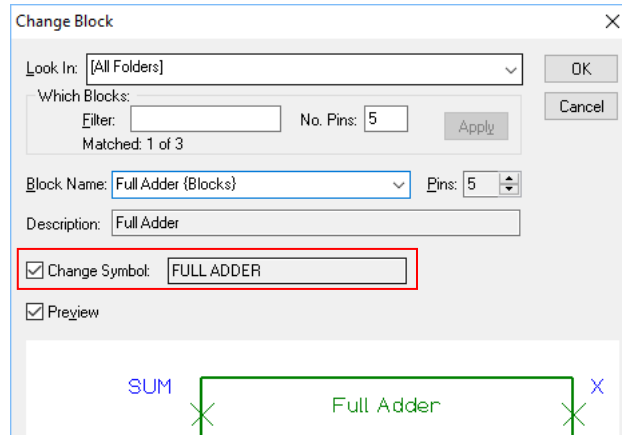 Change Block
Look In: [All Folders] OK
Which Blocks: Cancel
Filter: No. Pins: 5 Apply
Matched: 1 of 3
Block Name: Full Adder {Blocks} Pins: 5
Description: Full Adder
Change Symbol: FULL ADDER
Preview
SUM Full Adder X